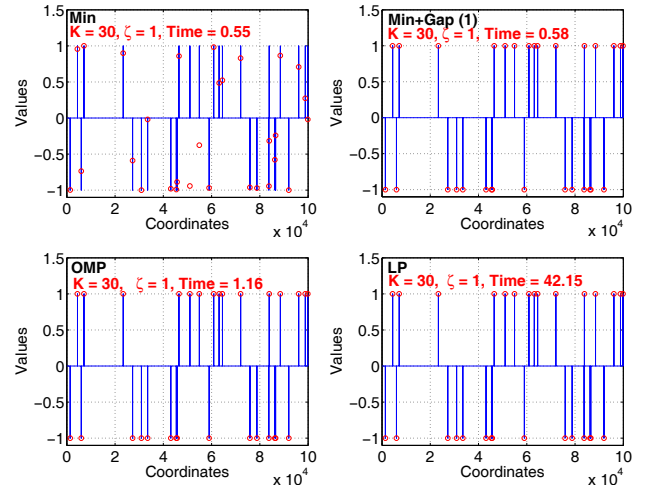 Min
K = 30, ζ = 1, Time = 0.55
1.5
1
0.5
0
−0.5
−1
Values
0 2 4 6 8 10
Coordinates
x 10^4
Min+Gap (1)
K = 30, ζ = 1, Time = 0.58
1.5
1
0.5
0
−0.5
−1
Values
0 2 4 6 8 10
Coordinates
x 10^4
OMP
K = 30, ζ = 1, Time = 1.16
1.5
1
0.5
0
−0.5
−1
Values
0 2 4 6 8 10
Coordinates
x 10^4
LP
K = 30, ζ = 1, Time = 42.15
1.5
1
0.5
0
−0.5
−1
Values
0 2 4 6 8 10
Coordinates
x 10^4